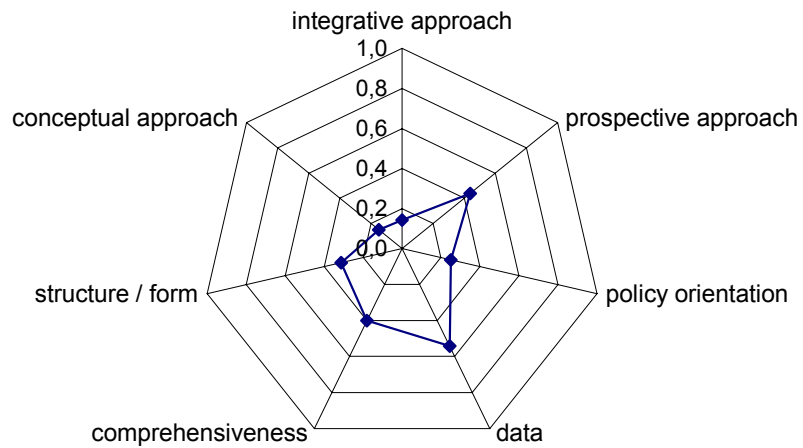 integrative approach
1,0
0,8
conceptual approach
prospective approach
0,6
0,4
0,2
0,0
structure / form
policy orientation
comprehensiveness
data